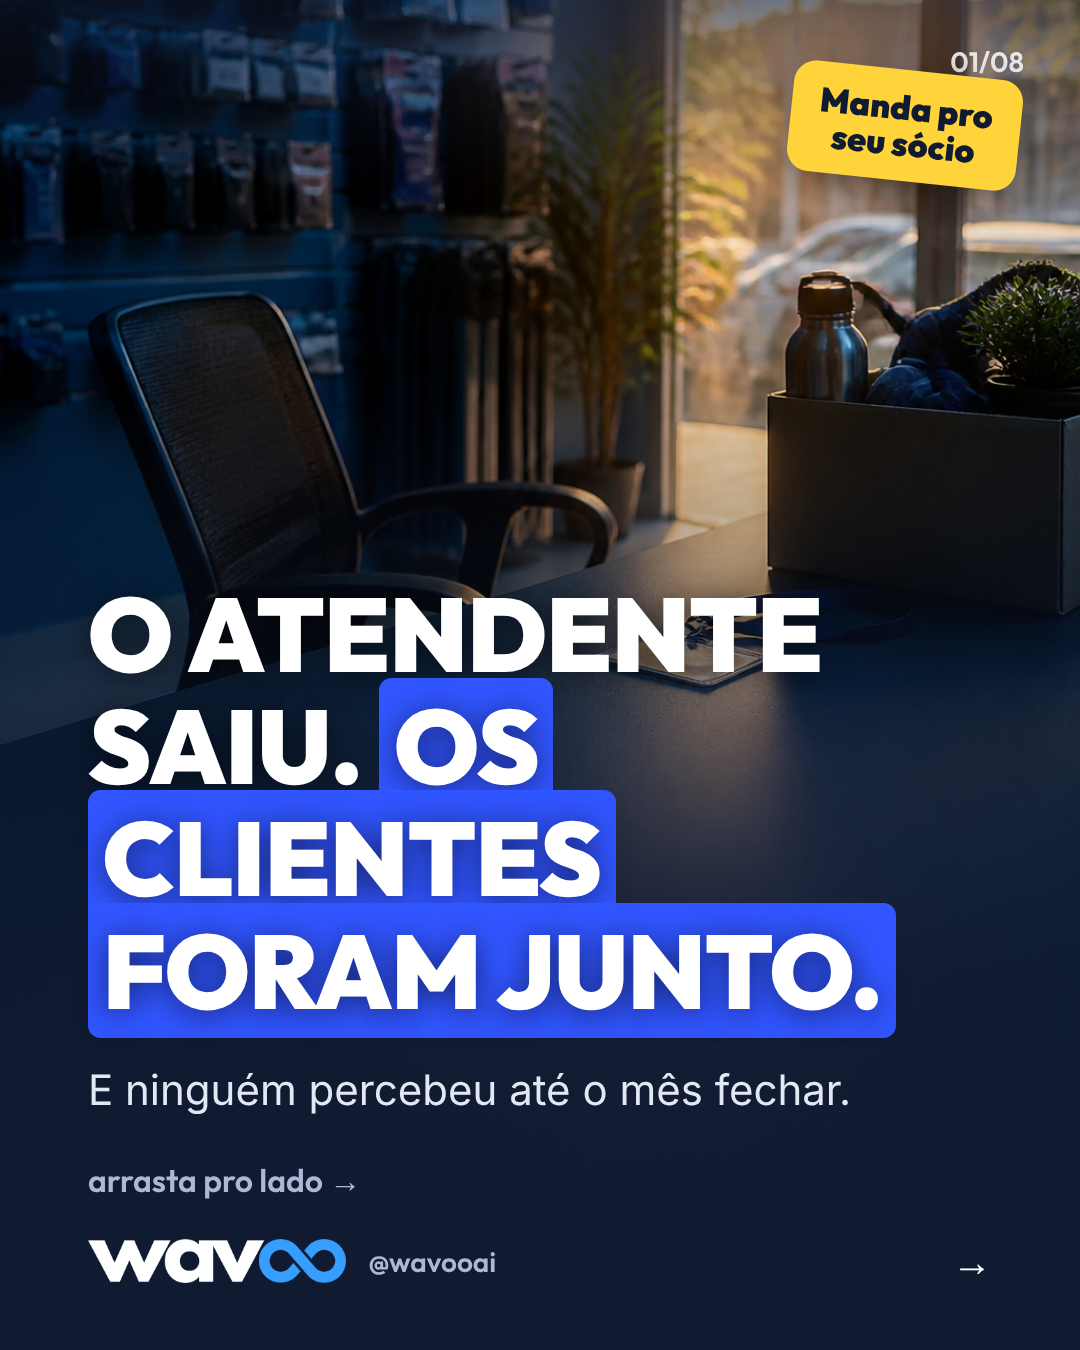 01/08
Manda pro
seu sócio
O ATENDENTE
SAIU. OS
CLIENTES
FORAM JUNTO.
E ninguém percebeu até o mês fechar.
arrasta pro lado →
wavoo @wavooai →